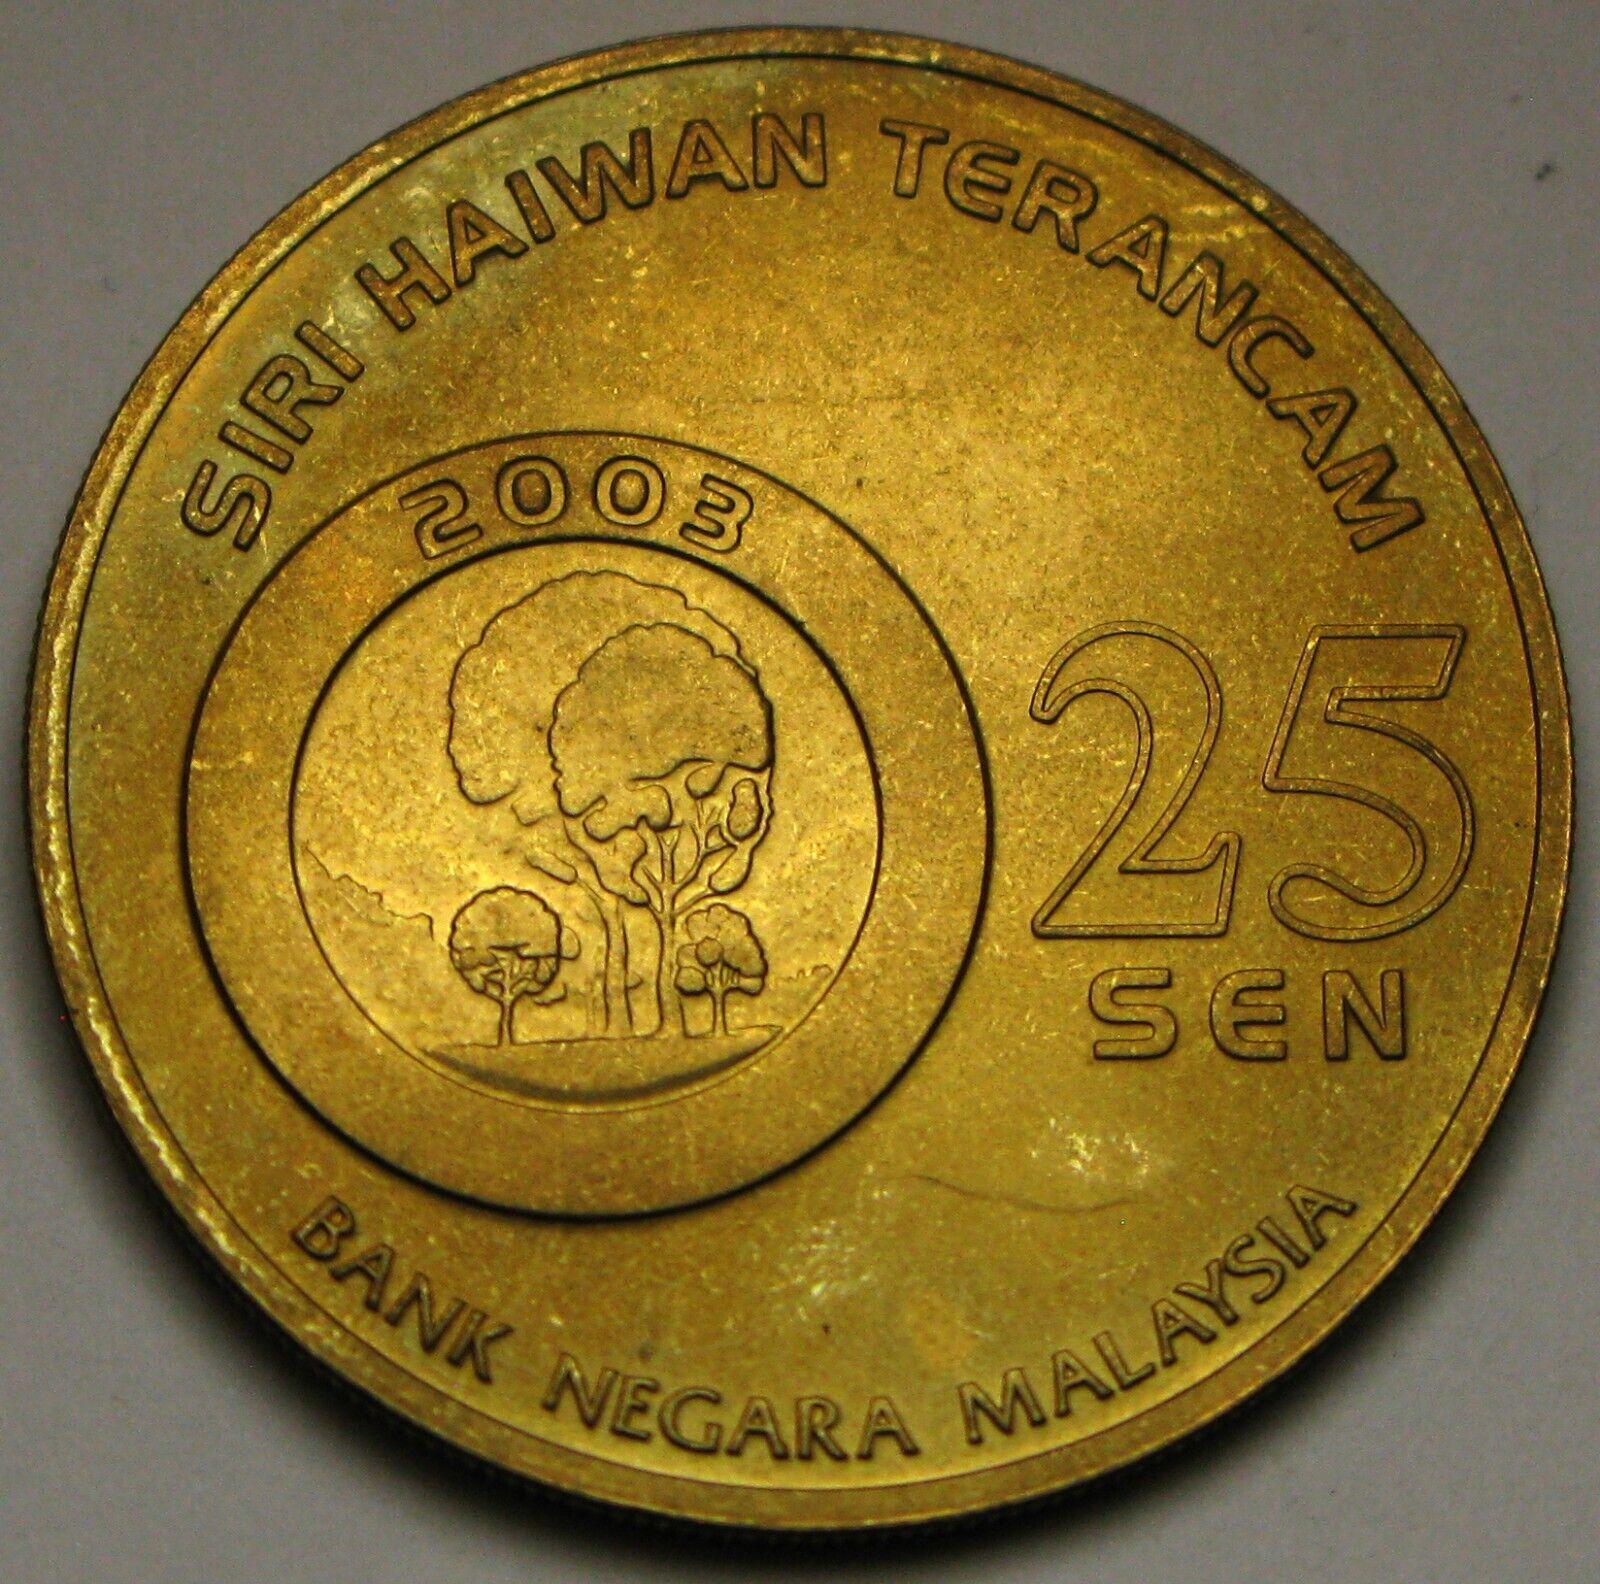 SIRI HAIWAN TERANCAM
2003
25
SEN
BANK NEGARA MALAYSIA